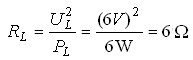 R_L = U_L^2 / P_L = (6V)^2 / 6W = 6 Ω